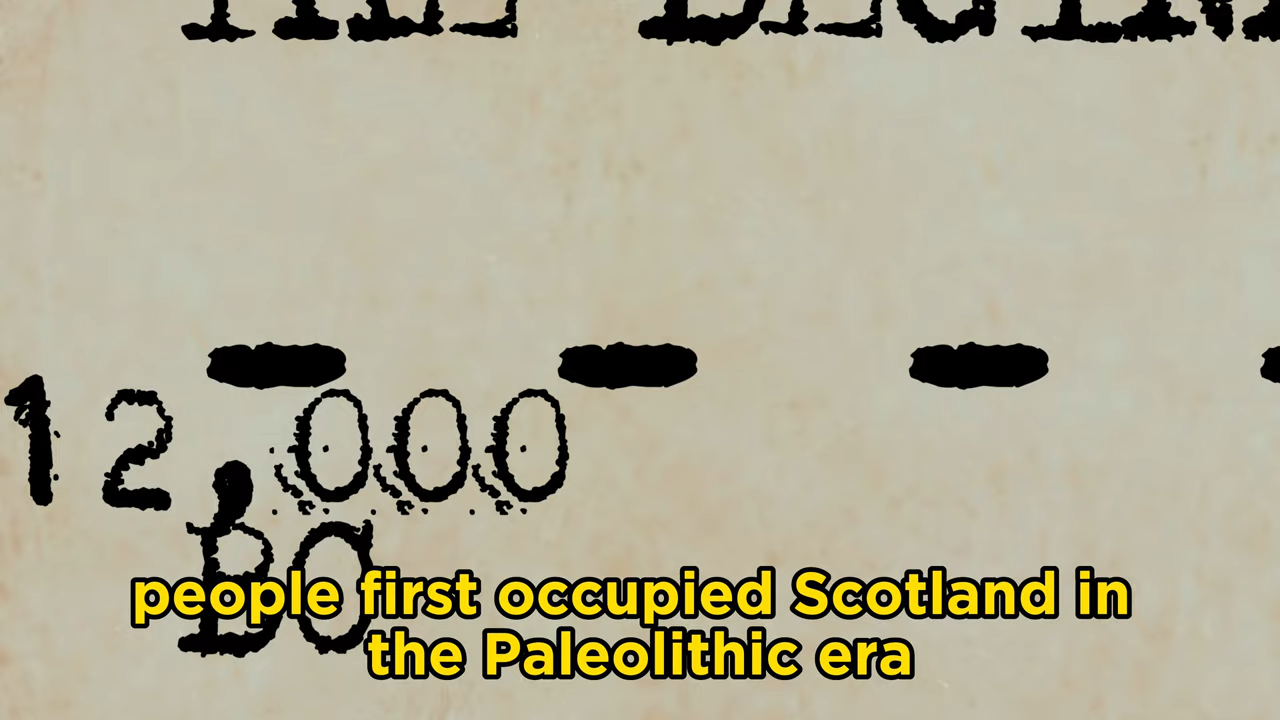 12,000
BC
people first occupied Scotland in
the Paleolithic era